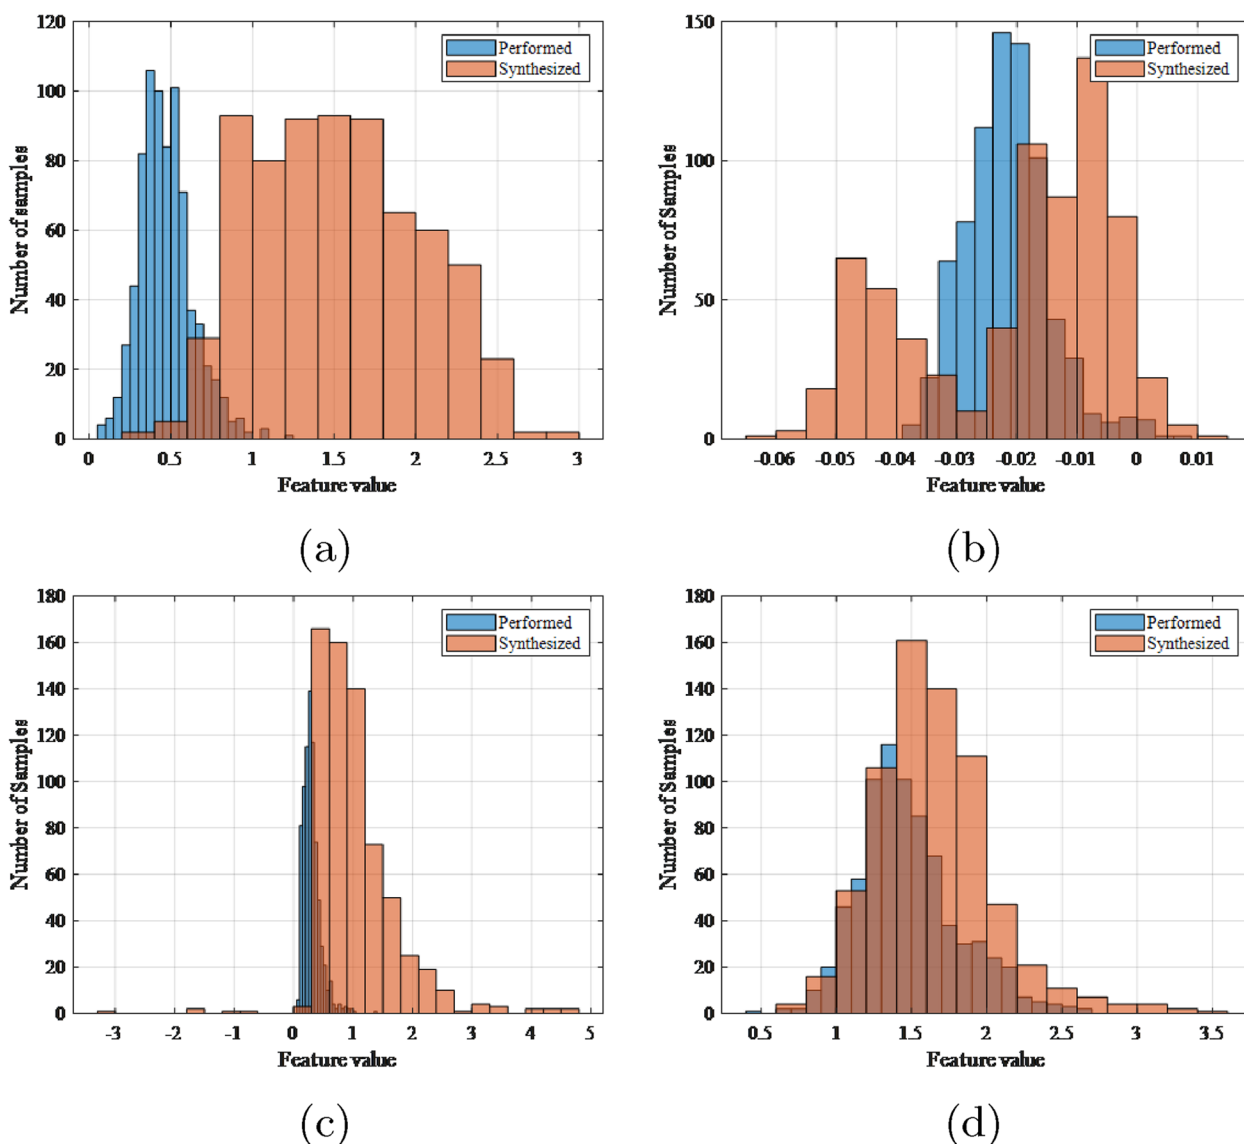 120
100
80
60
40
20
0
Number of samples
Performed
Synthesized
0 0.5 1 1.5 2 2.5 3
Feature value
(a)
150
100
50
0
Number of Samples
Performed
Synthesized
-0.06 -0.05 -0.04 -0.03 -0.02 -0.01 0 0.01
Feature value
(b)
180
160
140
120
100
80
60
40
20
0
Number of Samples
Performed
Synthesized
-3 -2 -1 0 1 2 3 4 5
Feature value
(c)
180
160
140
120
100
80
60
40
20
0
Number of Samples
Performed
Synthesized
0.5 1 1.5 2 2.5 3 3.5
Feature value
(d)